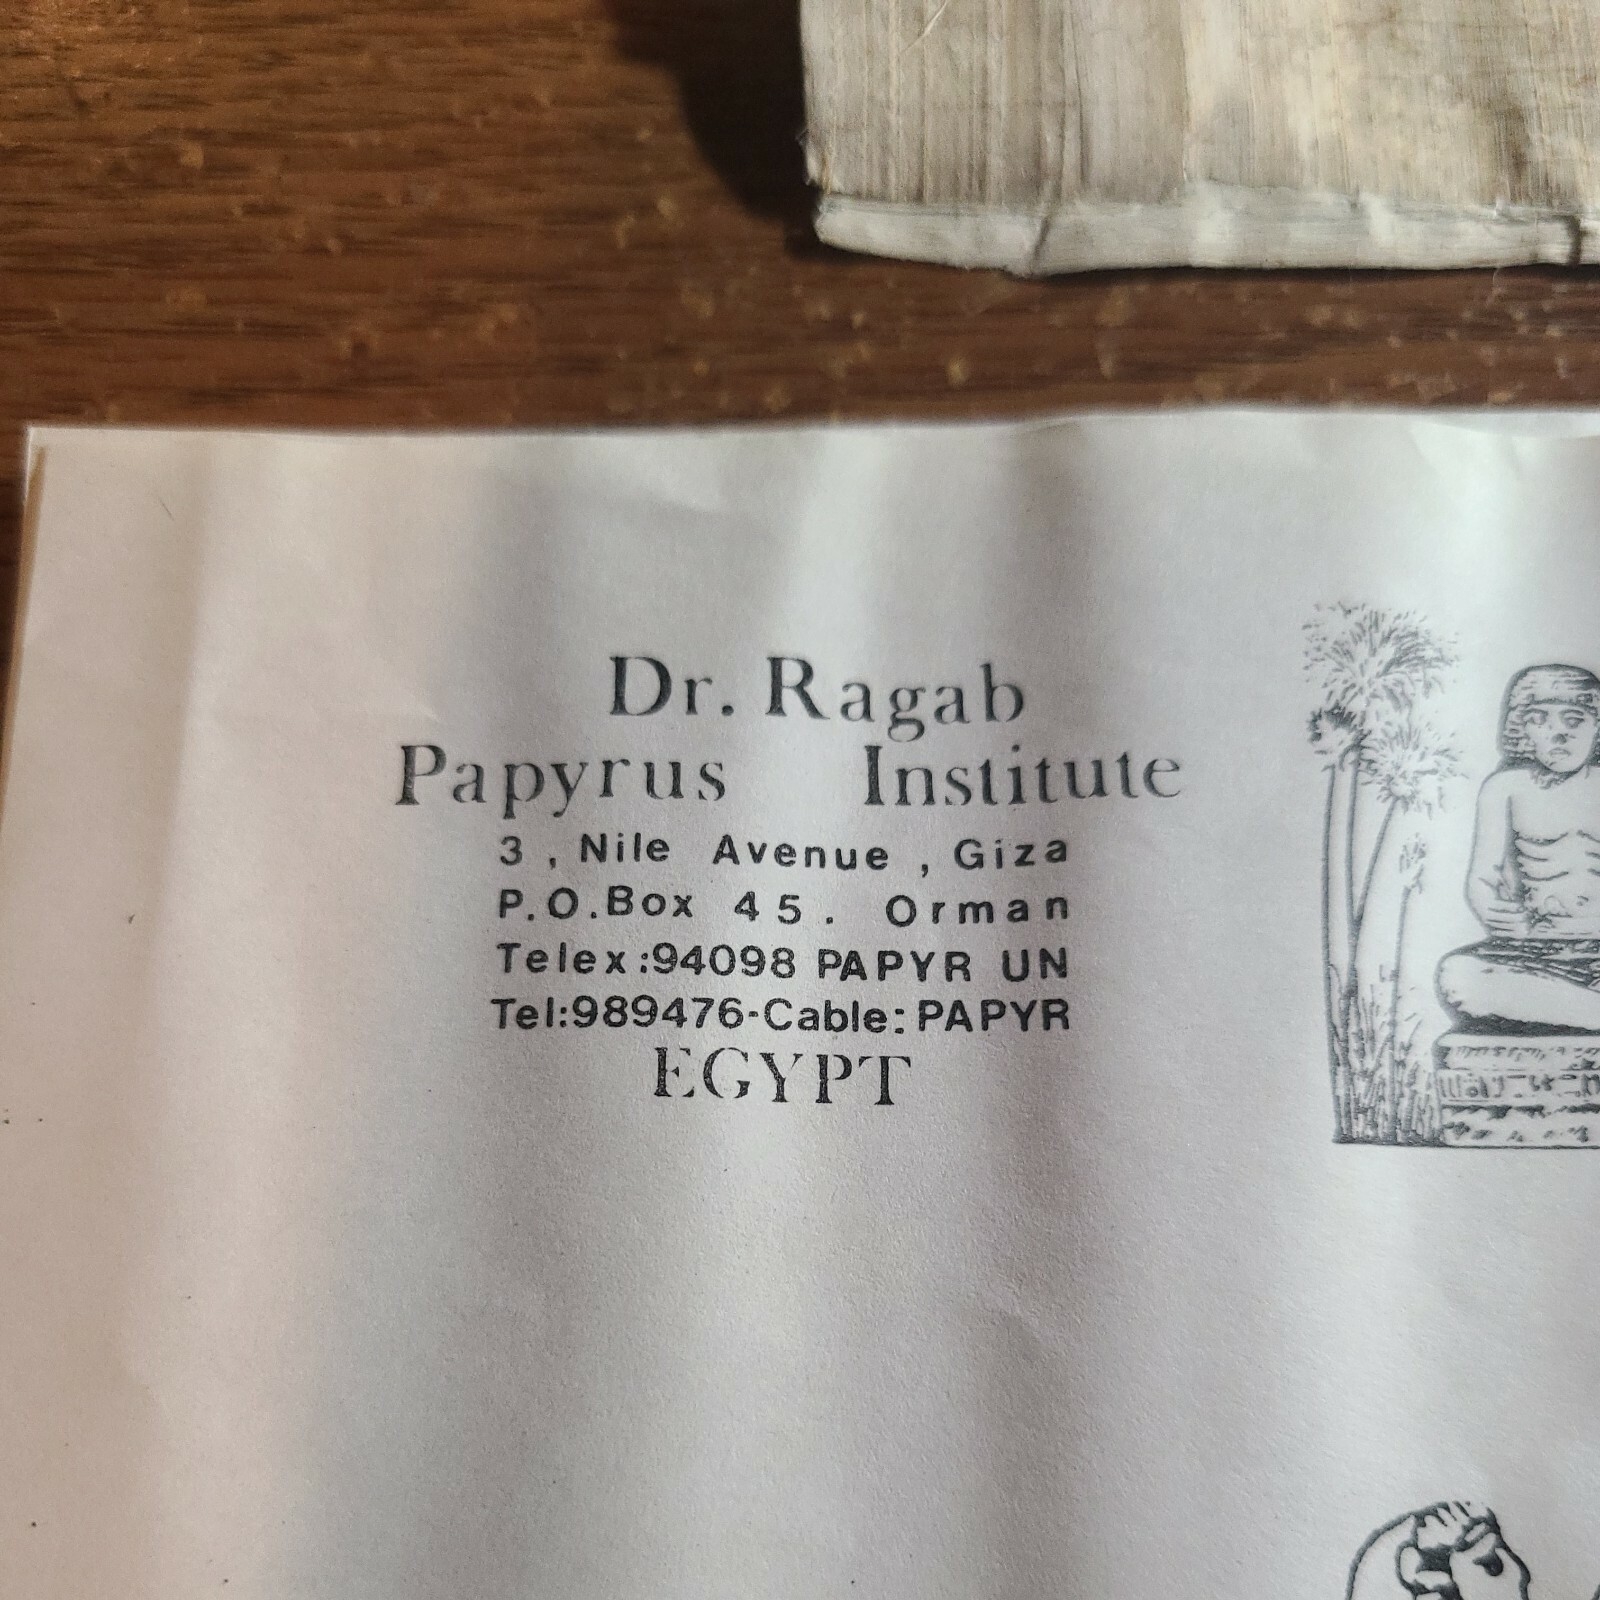 Dr. Ragab
Papyrus Institute
3 , Nile Avenue , Giza
P.O.Box 45. Orman
Telex:94098 PAPYR UN
Tel:989476-Cable: PAPYR
EGYPT